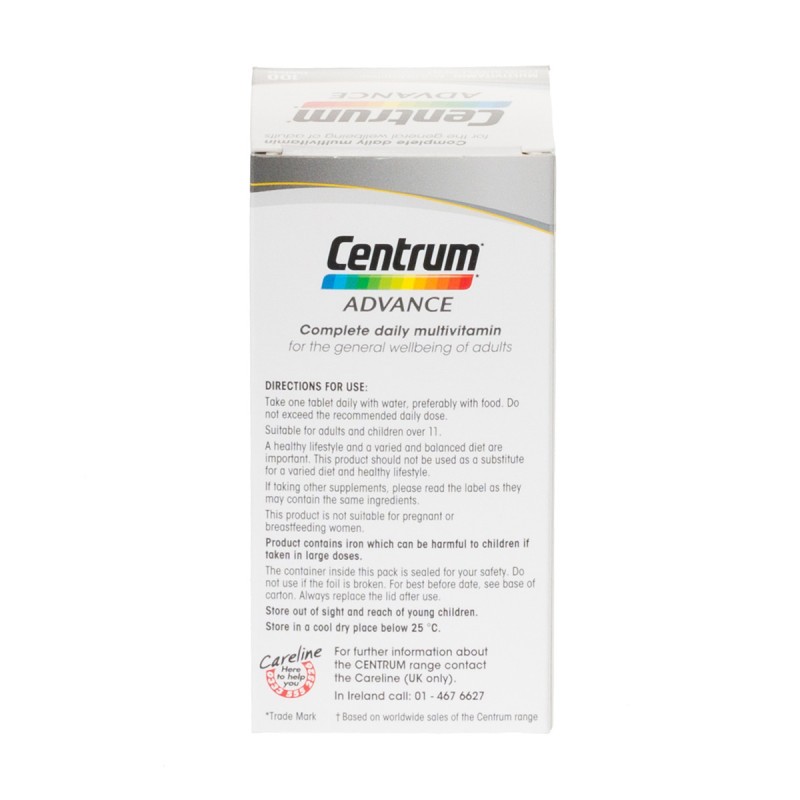 100
Complete daily multivitamin
for the general wellbeing of adults
Centrum
ADVANCE
Centrum*
ADVANCE
Complete daily multivitamin
for the general wellbeing of adults
DIRECTIONS FOR USE:
Take one tablet daily with water, preferably with food. Do
not exceed the recommended daily dose.
Suitable for adults and children over 11.
A healthy lifestyle and a varied and balanced diet are
important. This product should not be used as a substitute
for a varied diet and healthy lifestyle.
If taking other supplements, please read the label as they
may contain the same ingredients.
This product is not suitable for pregnant or
breastfeeding women.
Product contains iron which can be harmful to children if
taken in large doses.
The container inside this pack is sealed for your safety. Do
not use if the foil is broken. For best before date, see base of
carton. Always replace the lid after use.
Store out of sight and reach of young children.
Store in a cool dry place below 25 °C.
Careline
Here
to help
you
For further information about
the CENTRUM range contact
the Careline (UK only).
In Ireland call: 01 - 467 6627
*Trade Mark
† Based on worldwide sales of the Centrum range